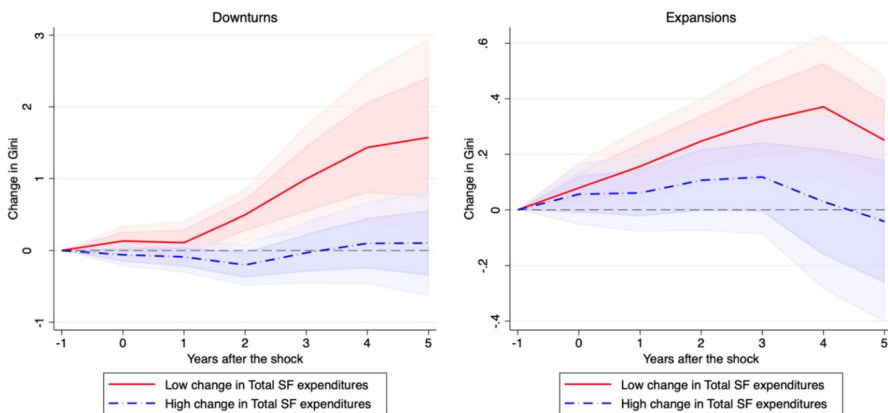 Downturns
Change in Gini
3
2
1
0
-1
-1 0 1 2 3 4 5
Years after the shock
Low change in Total SF expenditures
High change in Total SF expenditures
Expansions
Change in Gini
.6
.4
.2
0
-.2
-.4
-1 0 1 2 3 4 5
Years after the shock
Low change in Total SF expenditures
High change in Total SF expenditures